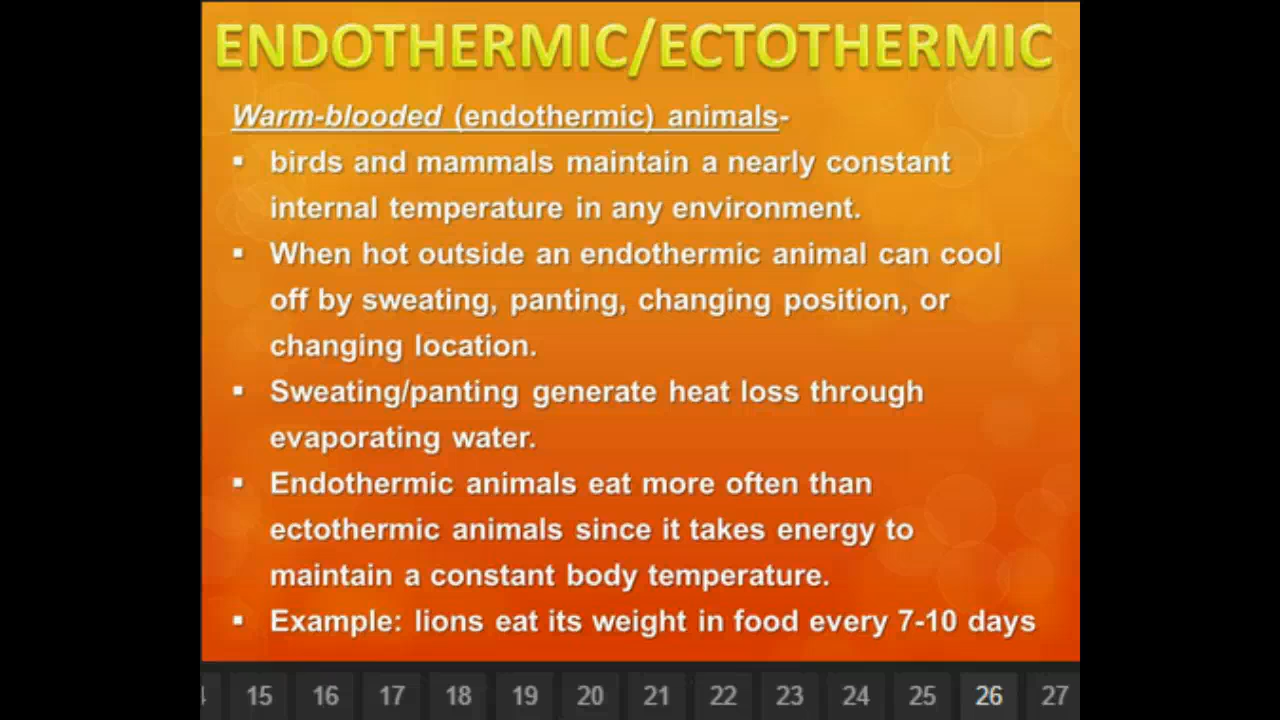 ENDOTHERMIC/ECTOTHERMIC
Warm-blooded (endothermic) animals-
▪ birds and mammals maintain a nearly constant
internal temperature in any environment.
▪ When hot outside an endothermic animal can cool
off by sweating, panting, changing position, or
changing location.
▪ Sweating/panting generate heat loss through
evaporating water.
▪ Endothermic animals eat more often than
ectothermic animals since it takes energy to
maintain a constant body temperature.
▪ Example: lions eat its weight in food every 7-10 days
15 16 17 18 19 20 21 22 23 24 25 26 27